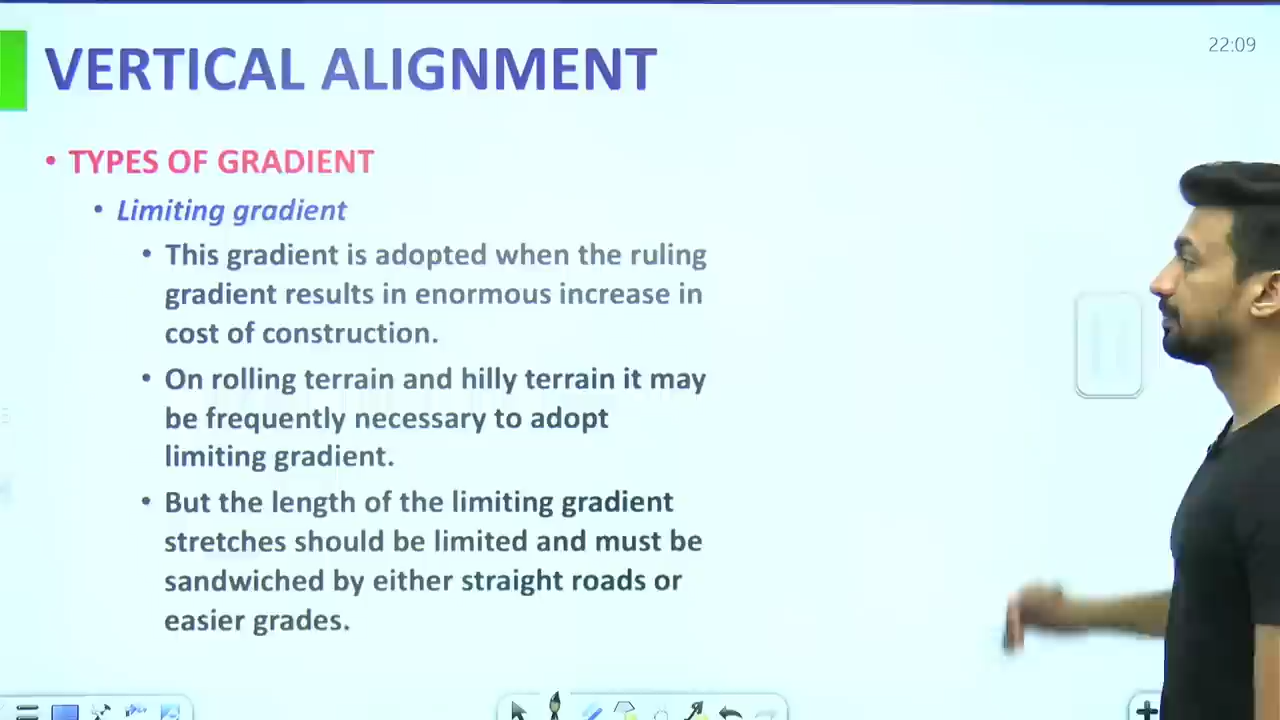 VERTICAL ALIGNMENT
22:09
• TYPES OF GRADIENT
• Limiting gradient
• This gradient is adopted when the ruling
gradient results in enormous increase in
cost of construction.
• On rolling terrain and hilly terrain it may
be frequently necessary to adopt
limiting gradient.
• But the length of the limiting gradient
stretches should be limited and must be
sandwiched by either straight roads or
easier grades.